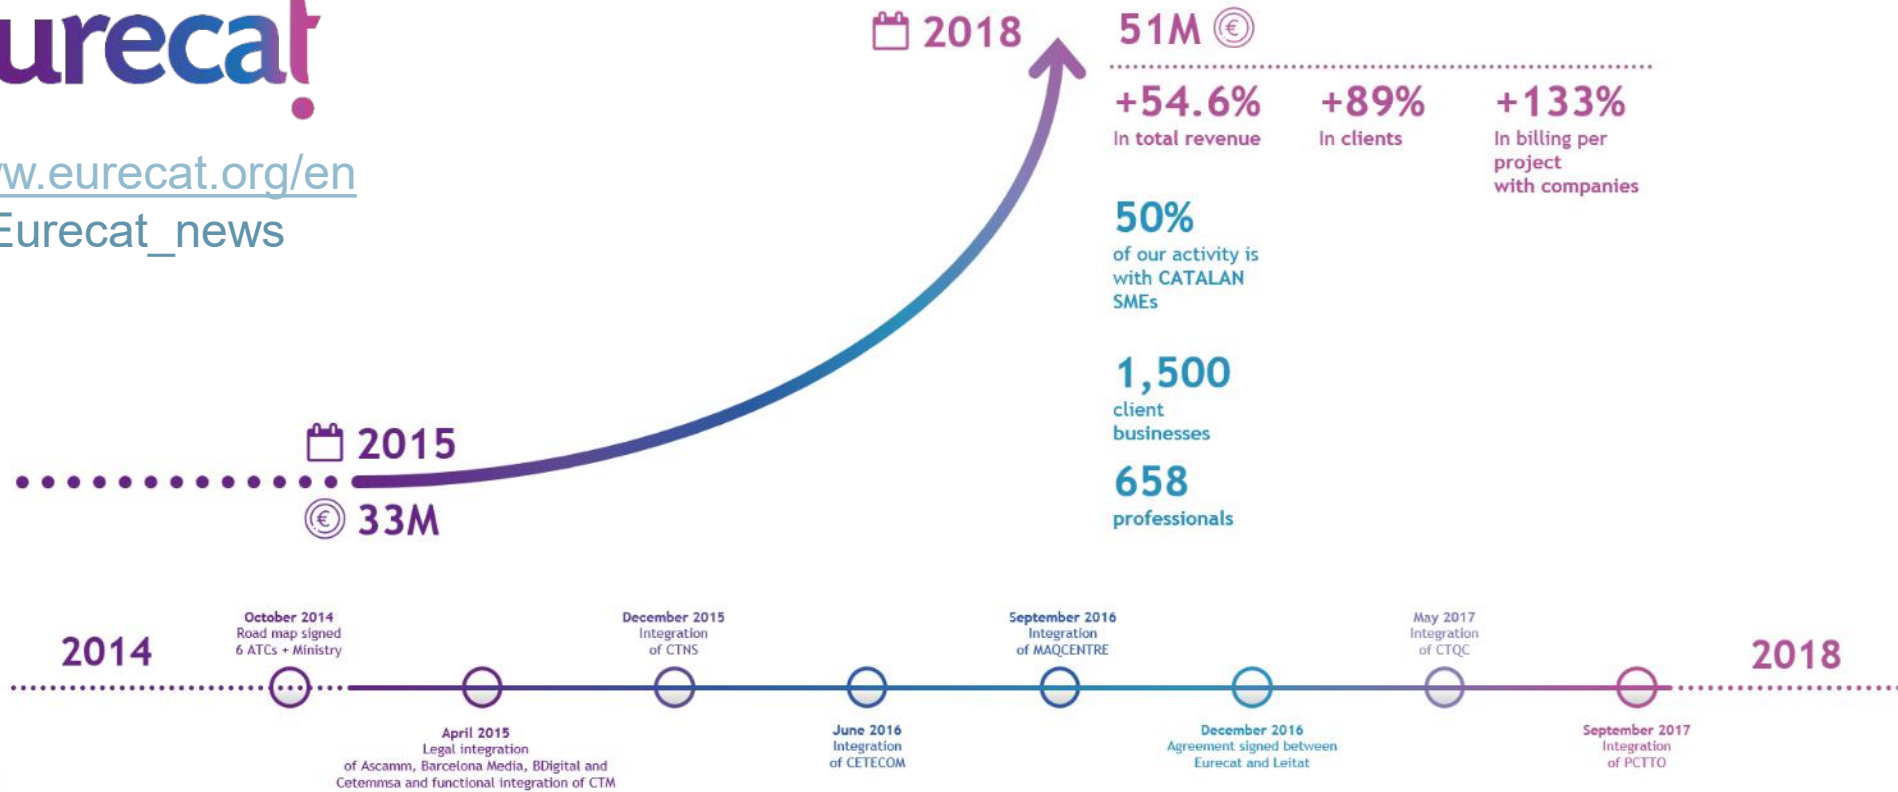 urecat
w.eurecat.org/en
Eurecat_news
2018
51M €
+54.6%
In total revenue
+89%
In clients
+133%
In billing per
project
with companies
50%
of our activity is
with CATALAN
SMEs
1,500
client
businesses
658
professionals
2015
€ 33M
2014
October 2014
Road map signed
6 ATCs + Ministry
April 2015
Legal integration
of Ascamm, Barcelona Media, BDigital and
Cetemmsa and functional integration of CTM
December 2015
Integration
of CTNS
June 2016
Integration
of CETECOM
September 2016
Integration
of MAQCENTRE
December 2016
Agreement signed between
Eurecat and Leitat
May 2017
Integration
of CTQC
September 2017
Integration
of PCTTO
2018